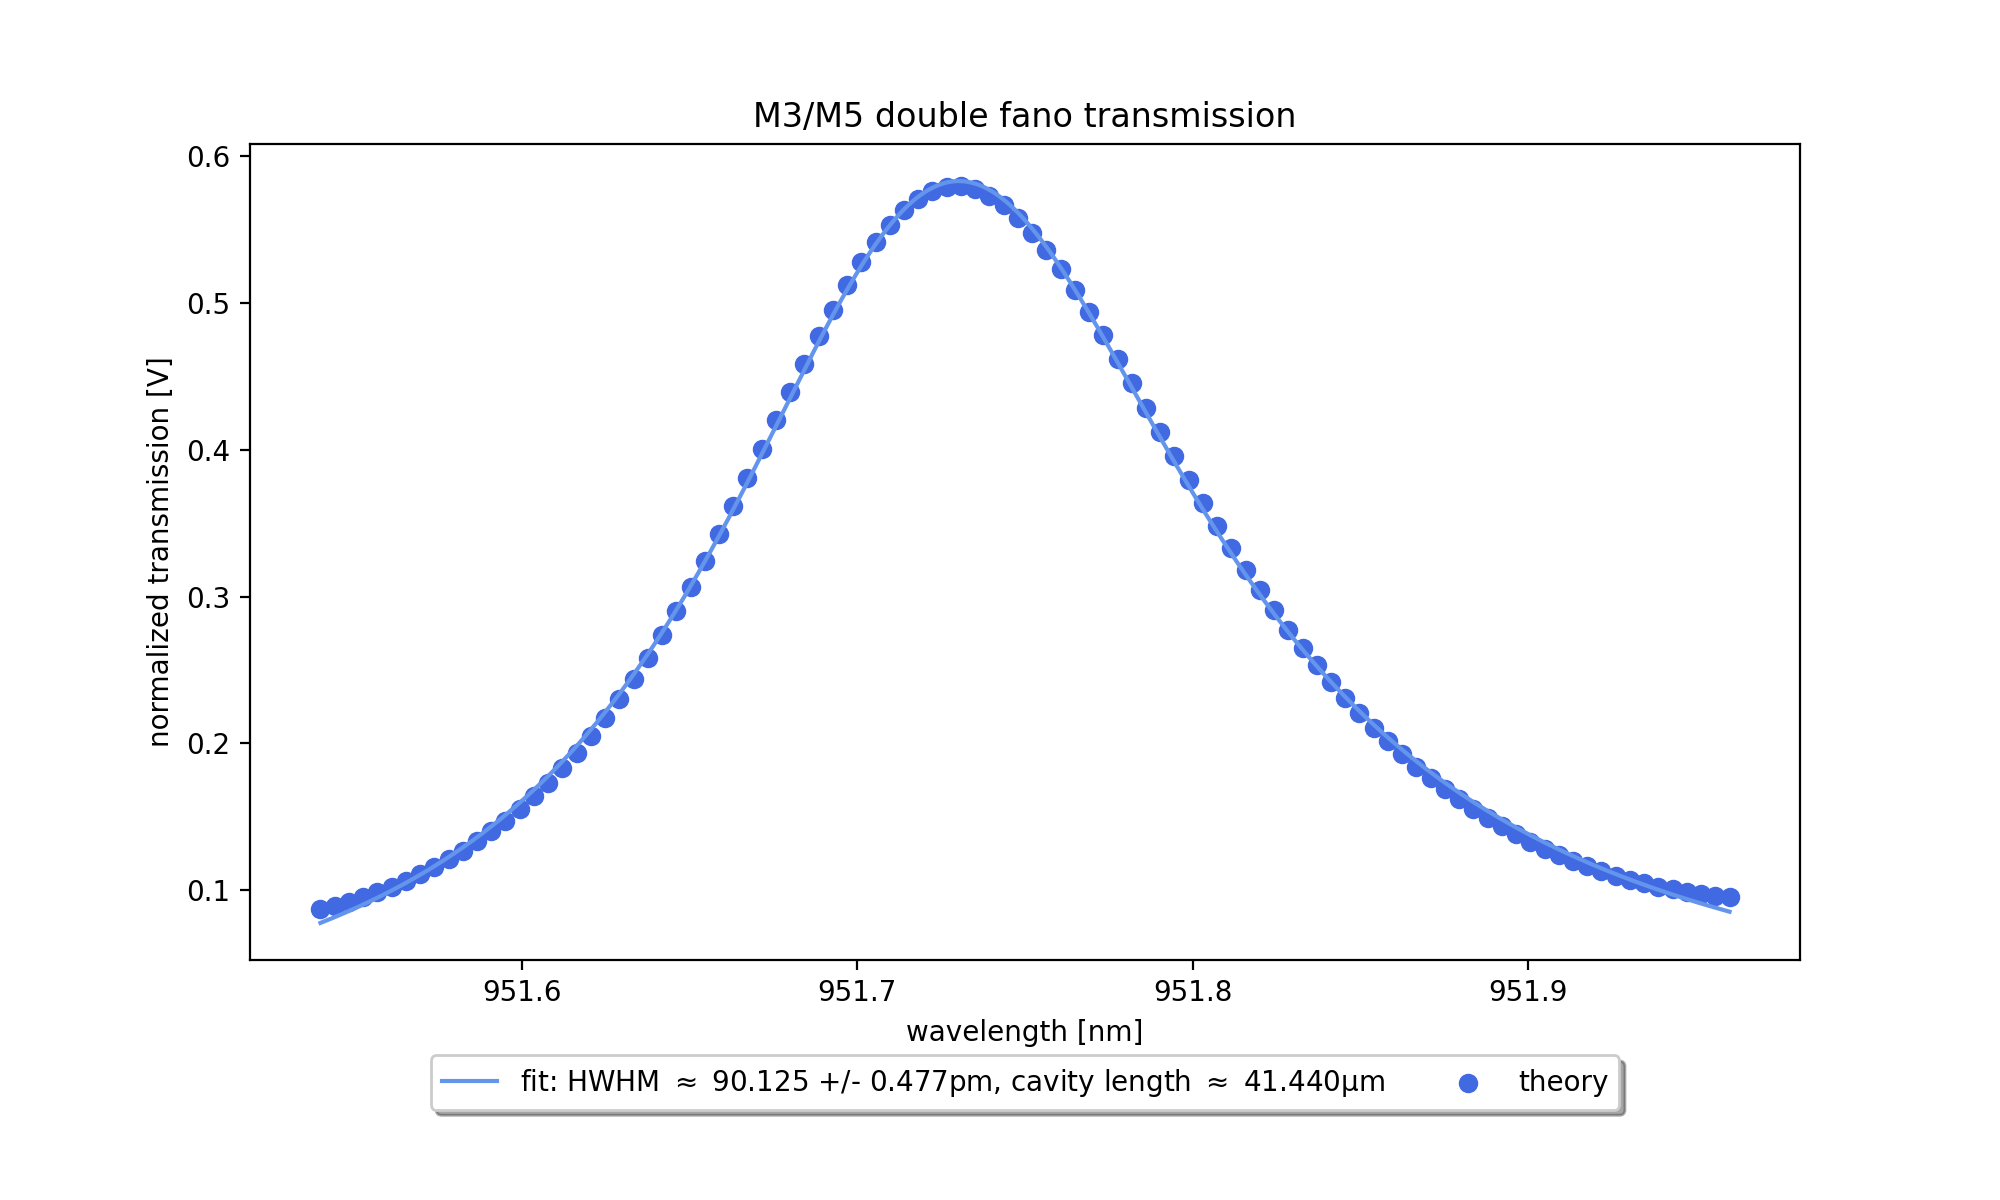 M3/M5 double fano transmission
normalized transmission [V]
0.6
0.5
0.4
0.3
0.2
0.1
951.6 951.7 951.8 951.9
wavelength [nm]
fit: HWHM ≈ 90.125 +/- 0.477pm, cavity length ≈ 41.440μm theory